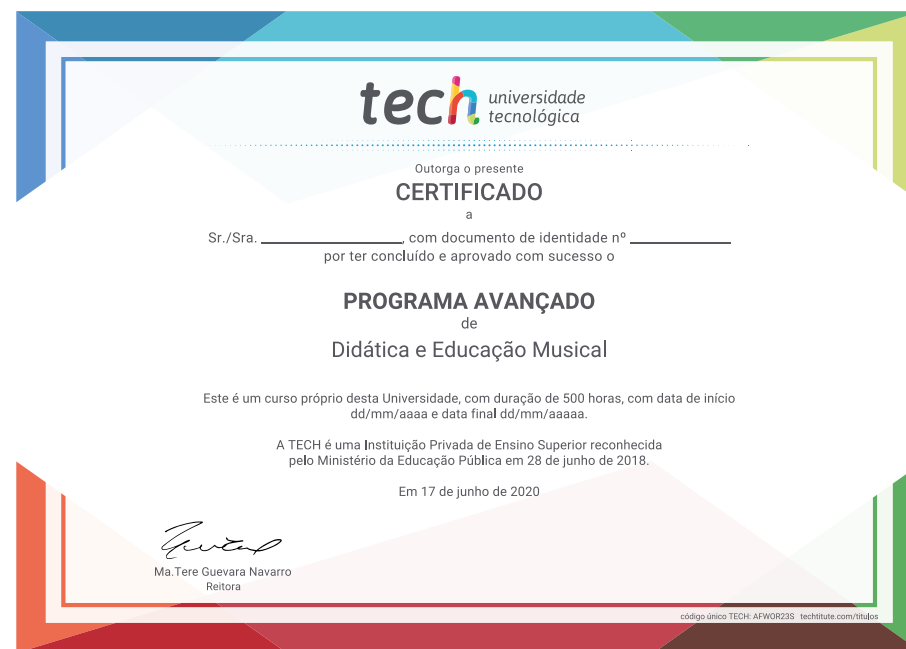 tech universidade
tecnológica
Outorga o presente
CERTIFICADO
a
Sr./Sra. ____________, com documento de identidade nº ____________
por ter concluído e aprovado com sucesso o
PROGRAMA AVANÇADO
de
Didática e Educação Musical
Este é um curso próprio desta Universidade, com duração de 500 horas, com data de início
dd/mm/aaaa e data final dd/mm/aaaaa.
A TECH é uma Instituição Privada de Ensino Superior reconhecida
pelo Ministério da Educação Pública em 28 de junho de 2018.
Em 17 de junho de 2020
Ma.Tere Guevara Navarro
Reitora
código único TECH: AFWOR23S techtitute.com/titulos